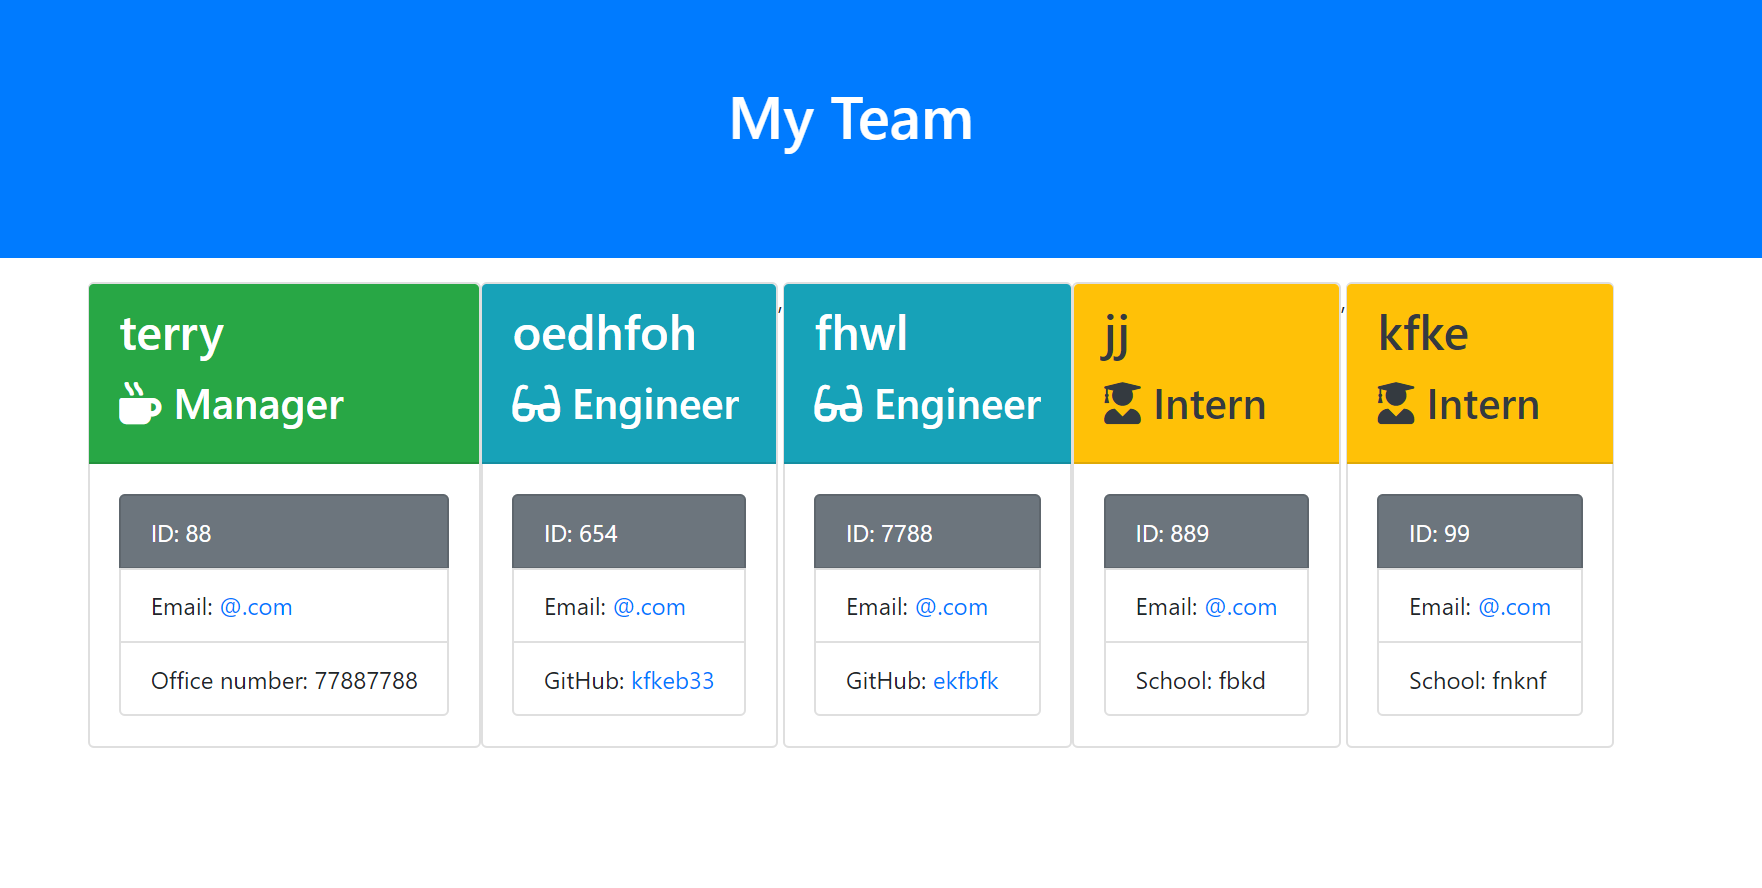 My Team
terry
Manager
ID: 88
Email: @.com
Office number: 77887788
oedhfoh
Engineer
ID: 654
Email: @.com
GitHub: kfkeb33
,
fhwl
Engineer
ID: 7788
Email: @.com
GitHub: ekfbfk
jj
Intern
ID: 889
Email: @.com
School: fbkd
,
kfke
Intern
ID: 99
Email: @.com
School: fnknf